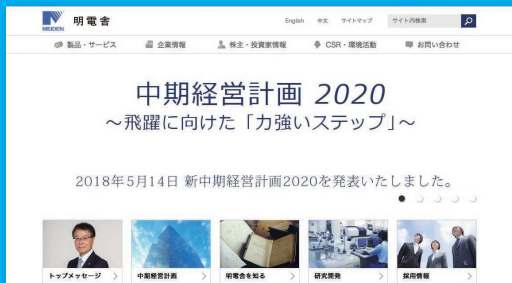 MEIDEN
明電舎
English 中文 サイトマップ サイト内検索
製品・サービス 企業情報 株主・投資家情報 CSR・環境活動 お問い合わせ
中期経営計画 2020
～飛躍に向けた「力強いステップ」～
2018年5月14日 新中期経営計画2020を発表いたしました。
トップメッセージ 中期経営計画 明電舎を知る 研究開発 採用情報